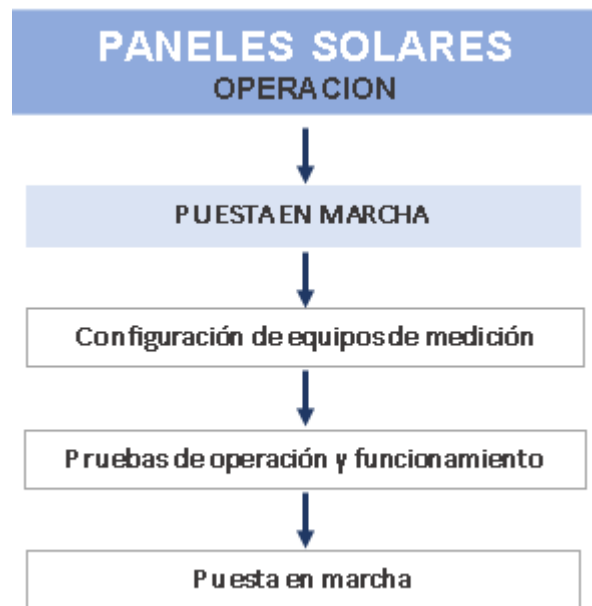 PANELES SOLARES
OPERACION
PUESTA EN MARCHA
Configuración de equipos de medición
Pruebas de operación y funcionamiento
Puesta en marcha